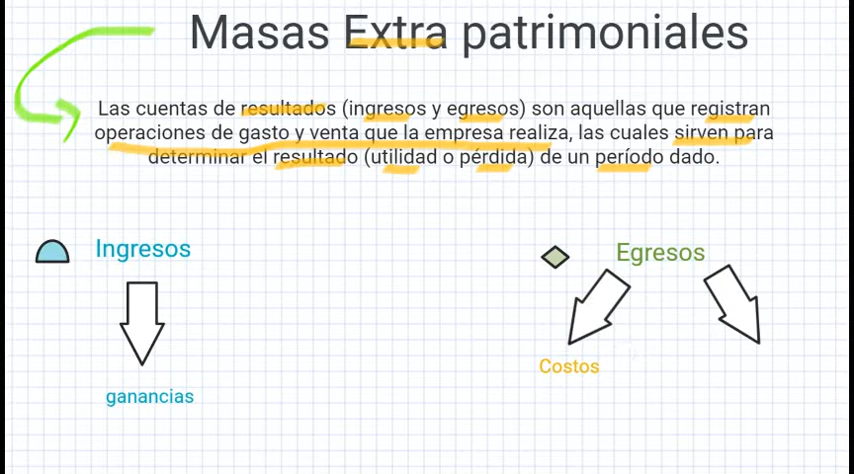 Masas Extra patrimoniales
Las cuentas de resultados (ingresos y egresos) son aquellas que registran
operaciones de gasto y venta que la empresa realiza, las cuales sirven para
determinar el resultado (utilidad o pérdida) de un período dado.
Ingresos
Egresos
Costos
ganancias